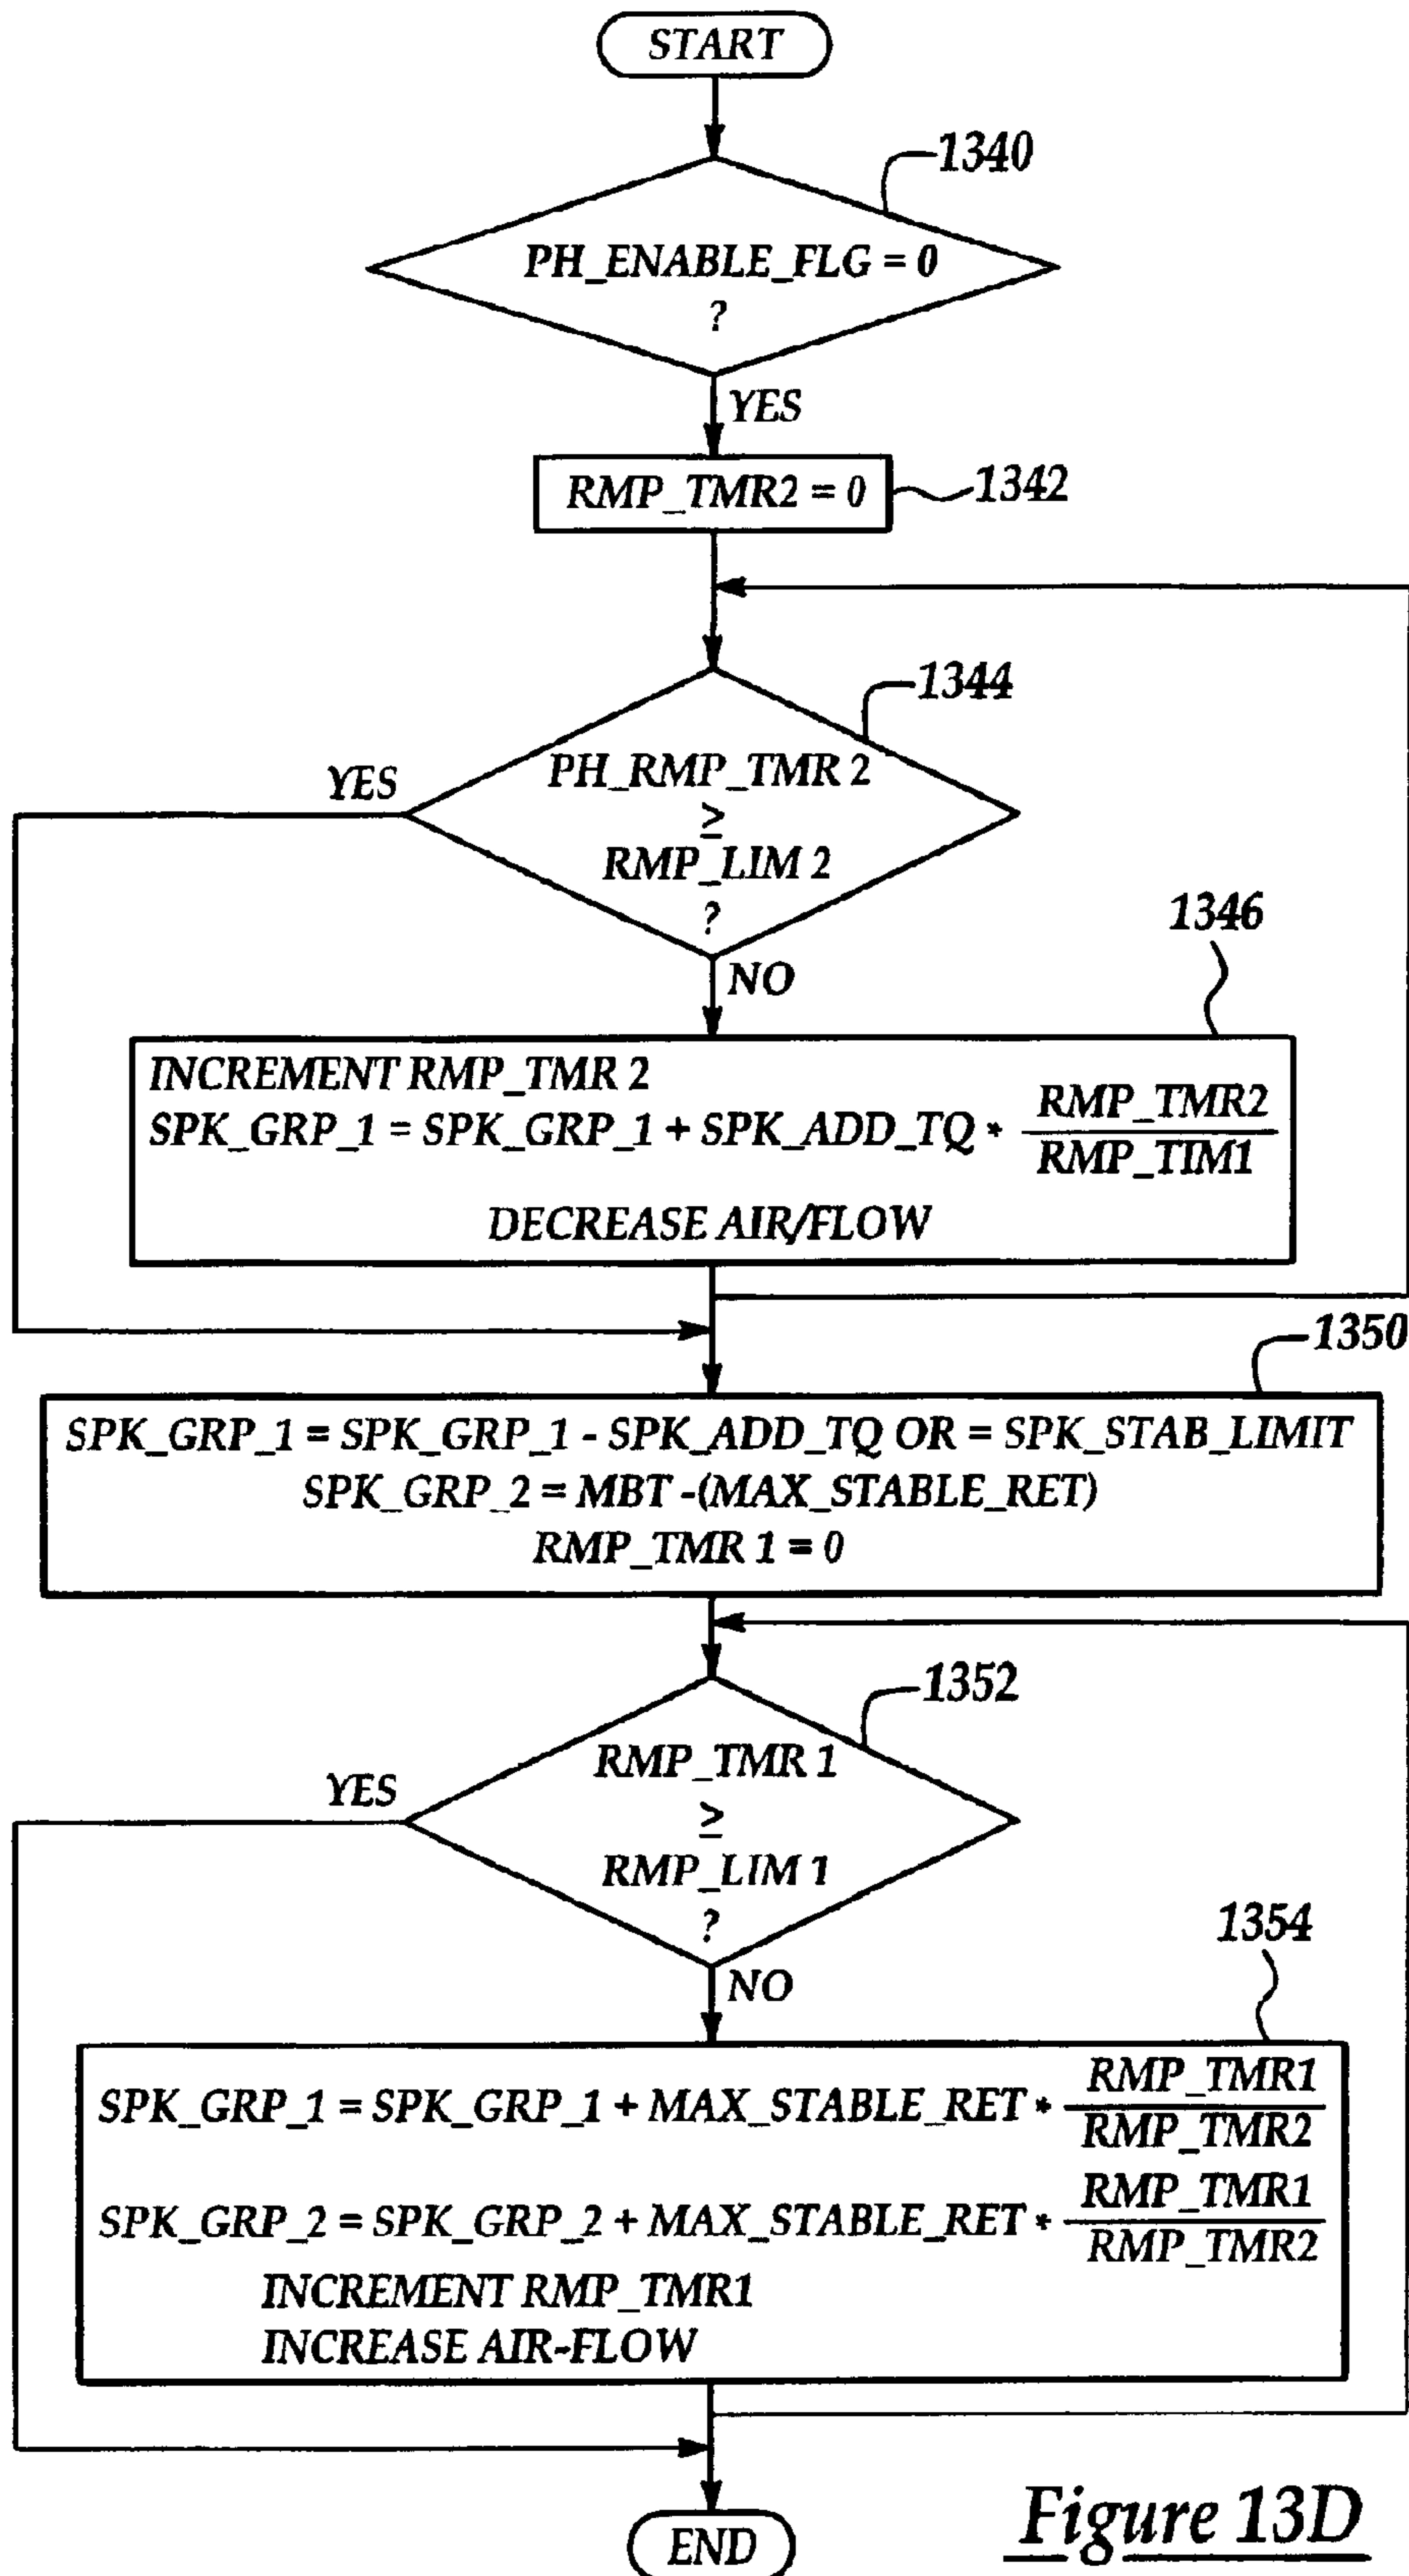 START
1340
PH_ENABLE_FLG = 0
?
YES
RMP_TMR2 = 0
1342
1344
YES
PH_RMP_TMR 2
≥
RMP_LIM 2
?
1346
NO
INCREMENT RMP_TMR 2
SPK_GRP_1 = SPK_GRP_1 + SPK_ADD_TQ * RMP_TMR2 / RMP_TIM1
DECREASE AIR/FLOW
1350
SPK_GRP_1 = SPK_GRP_1 - SPK_ADD_TQ OR = SPK_STAB_LIMIT
SPK_GRP_2 = MBT -(MAX_STABLE_RET)
RMP_TMR 1 = 0
1352
YES
RMP_TMR 1
≥
RMP_LIM 1
?
1354
NO
SPK_GRP_1 = SPK_GRP_1 + MAX_STABLE_RET * RMP_TMR1 / RMP_TMR2
SPK_GRP_2 = SPK_GRP_2 + MAX_STABLE_RET * RMP_TMR1 / RMP_TMR2
INCREMENT RMP_TMR1
INCREASE AIR-FLOW
END
Figure 13D